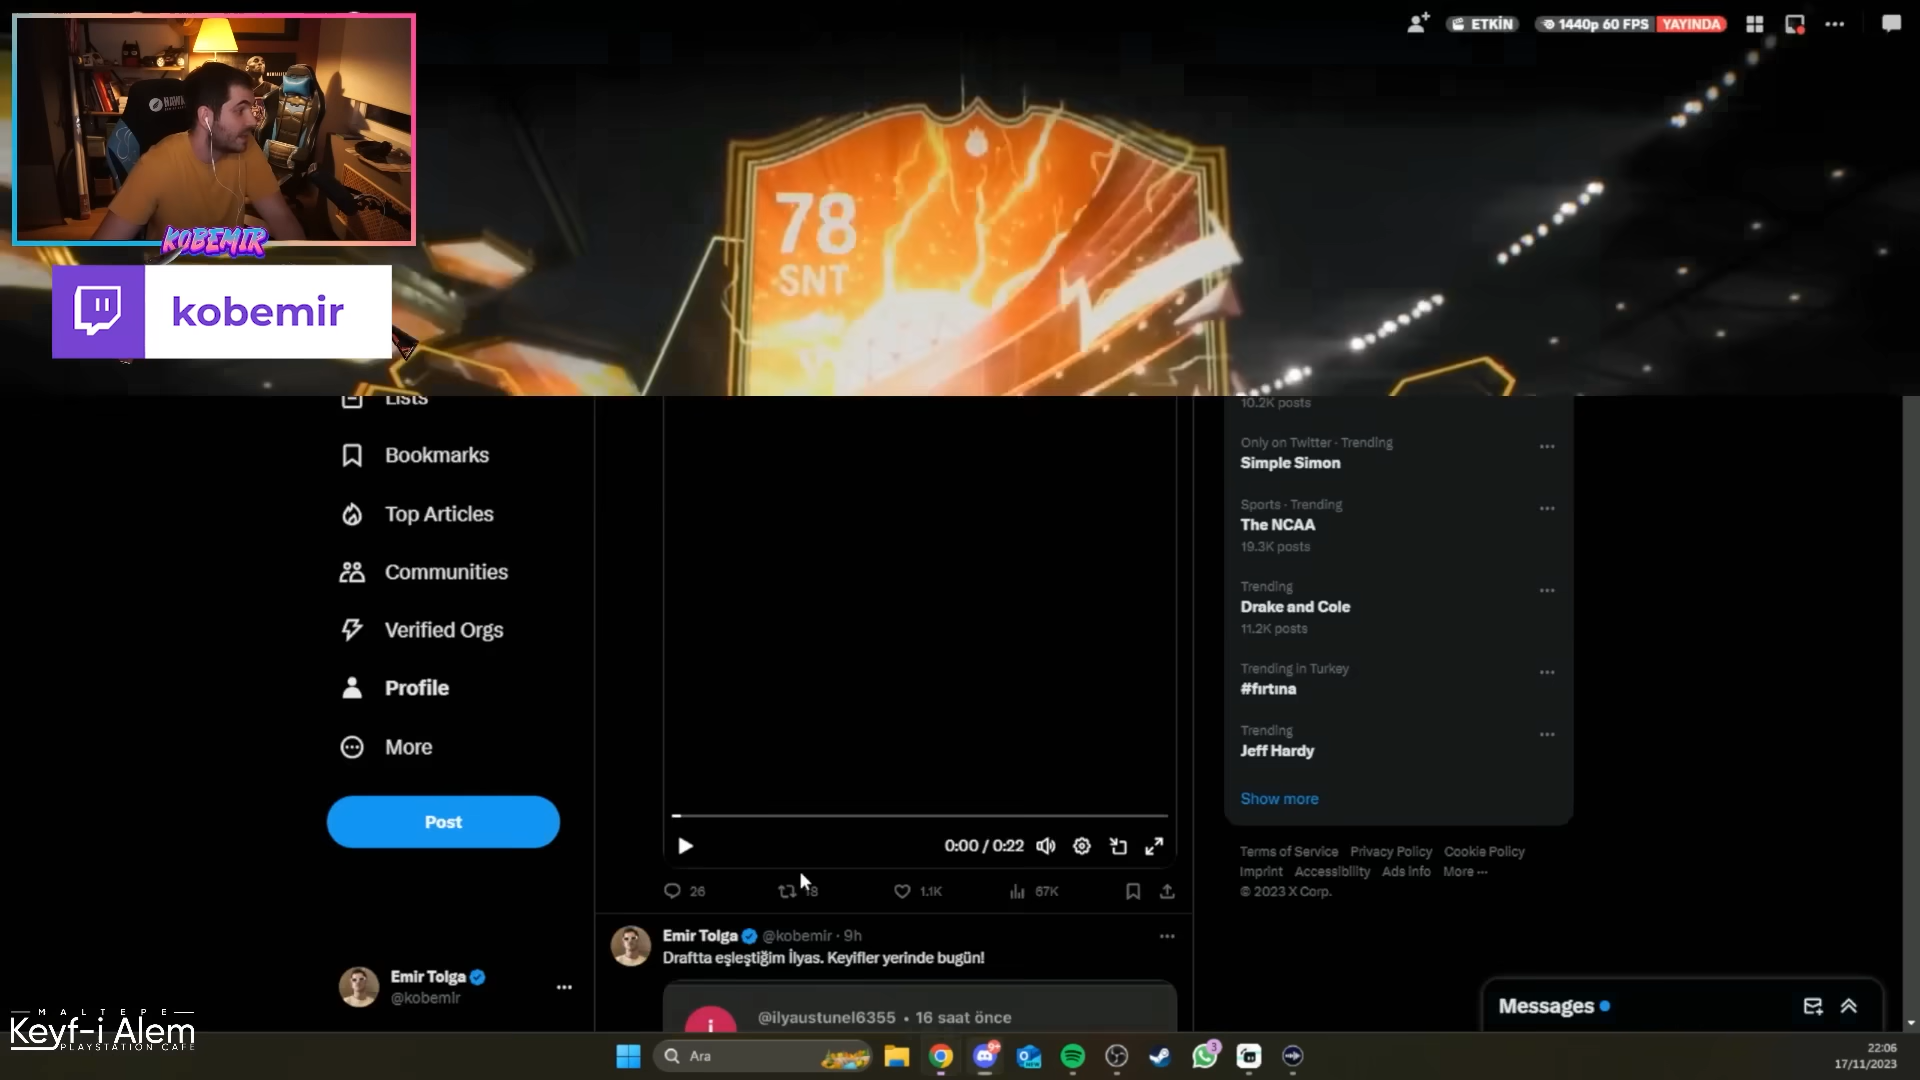 ETKİN
1440p 60 FPS YAYINDA
KOBEMIR
kobemir
78
SNT
Lists
Bookmarks
Top Articles
Communities
Verified Orgs
Profile
More
Post
Emir Tolga
@kobemir
0:00 / 0:22
26
18
1.1K
67K
Emir Tolga @kobemir · 9h
Draftta eşleştiğim İlyas. Keyifler yerinde bugün!
i
@ilyaustunel6355 • 16 saat önce
10.2K posts
Only on Twitter · Trending
Simple Simon
Sports · Trending
The NCAA
19.3K posts
Trending
Drake and Cole
11.2K posts
Trending in Turkey
#fırtına
Trending
Jeff Hardy
Show more
Terms of Service Privacy Policy Cookie Policy
Imprint Accessibility Ads info More ···
© 2023 X Corp.
Messages
MALTEPE
Keyf-i Alem
PLAYSTATION CAFE
Ara
9+
3
22:06
17/11/2023